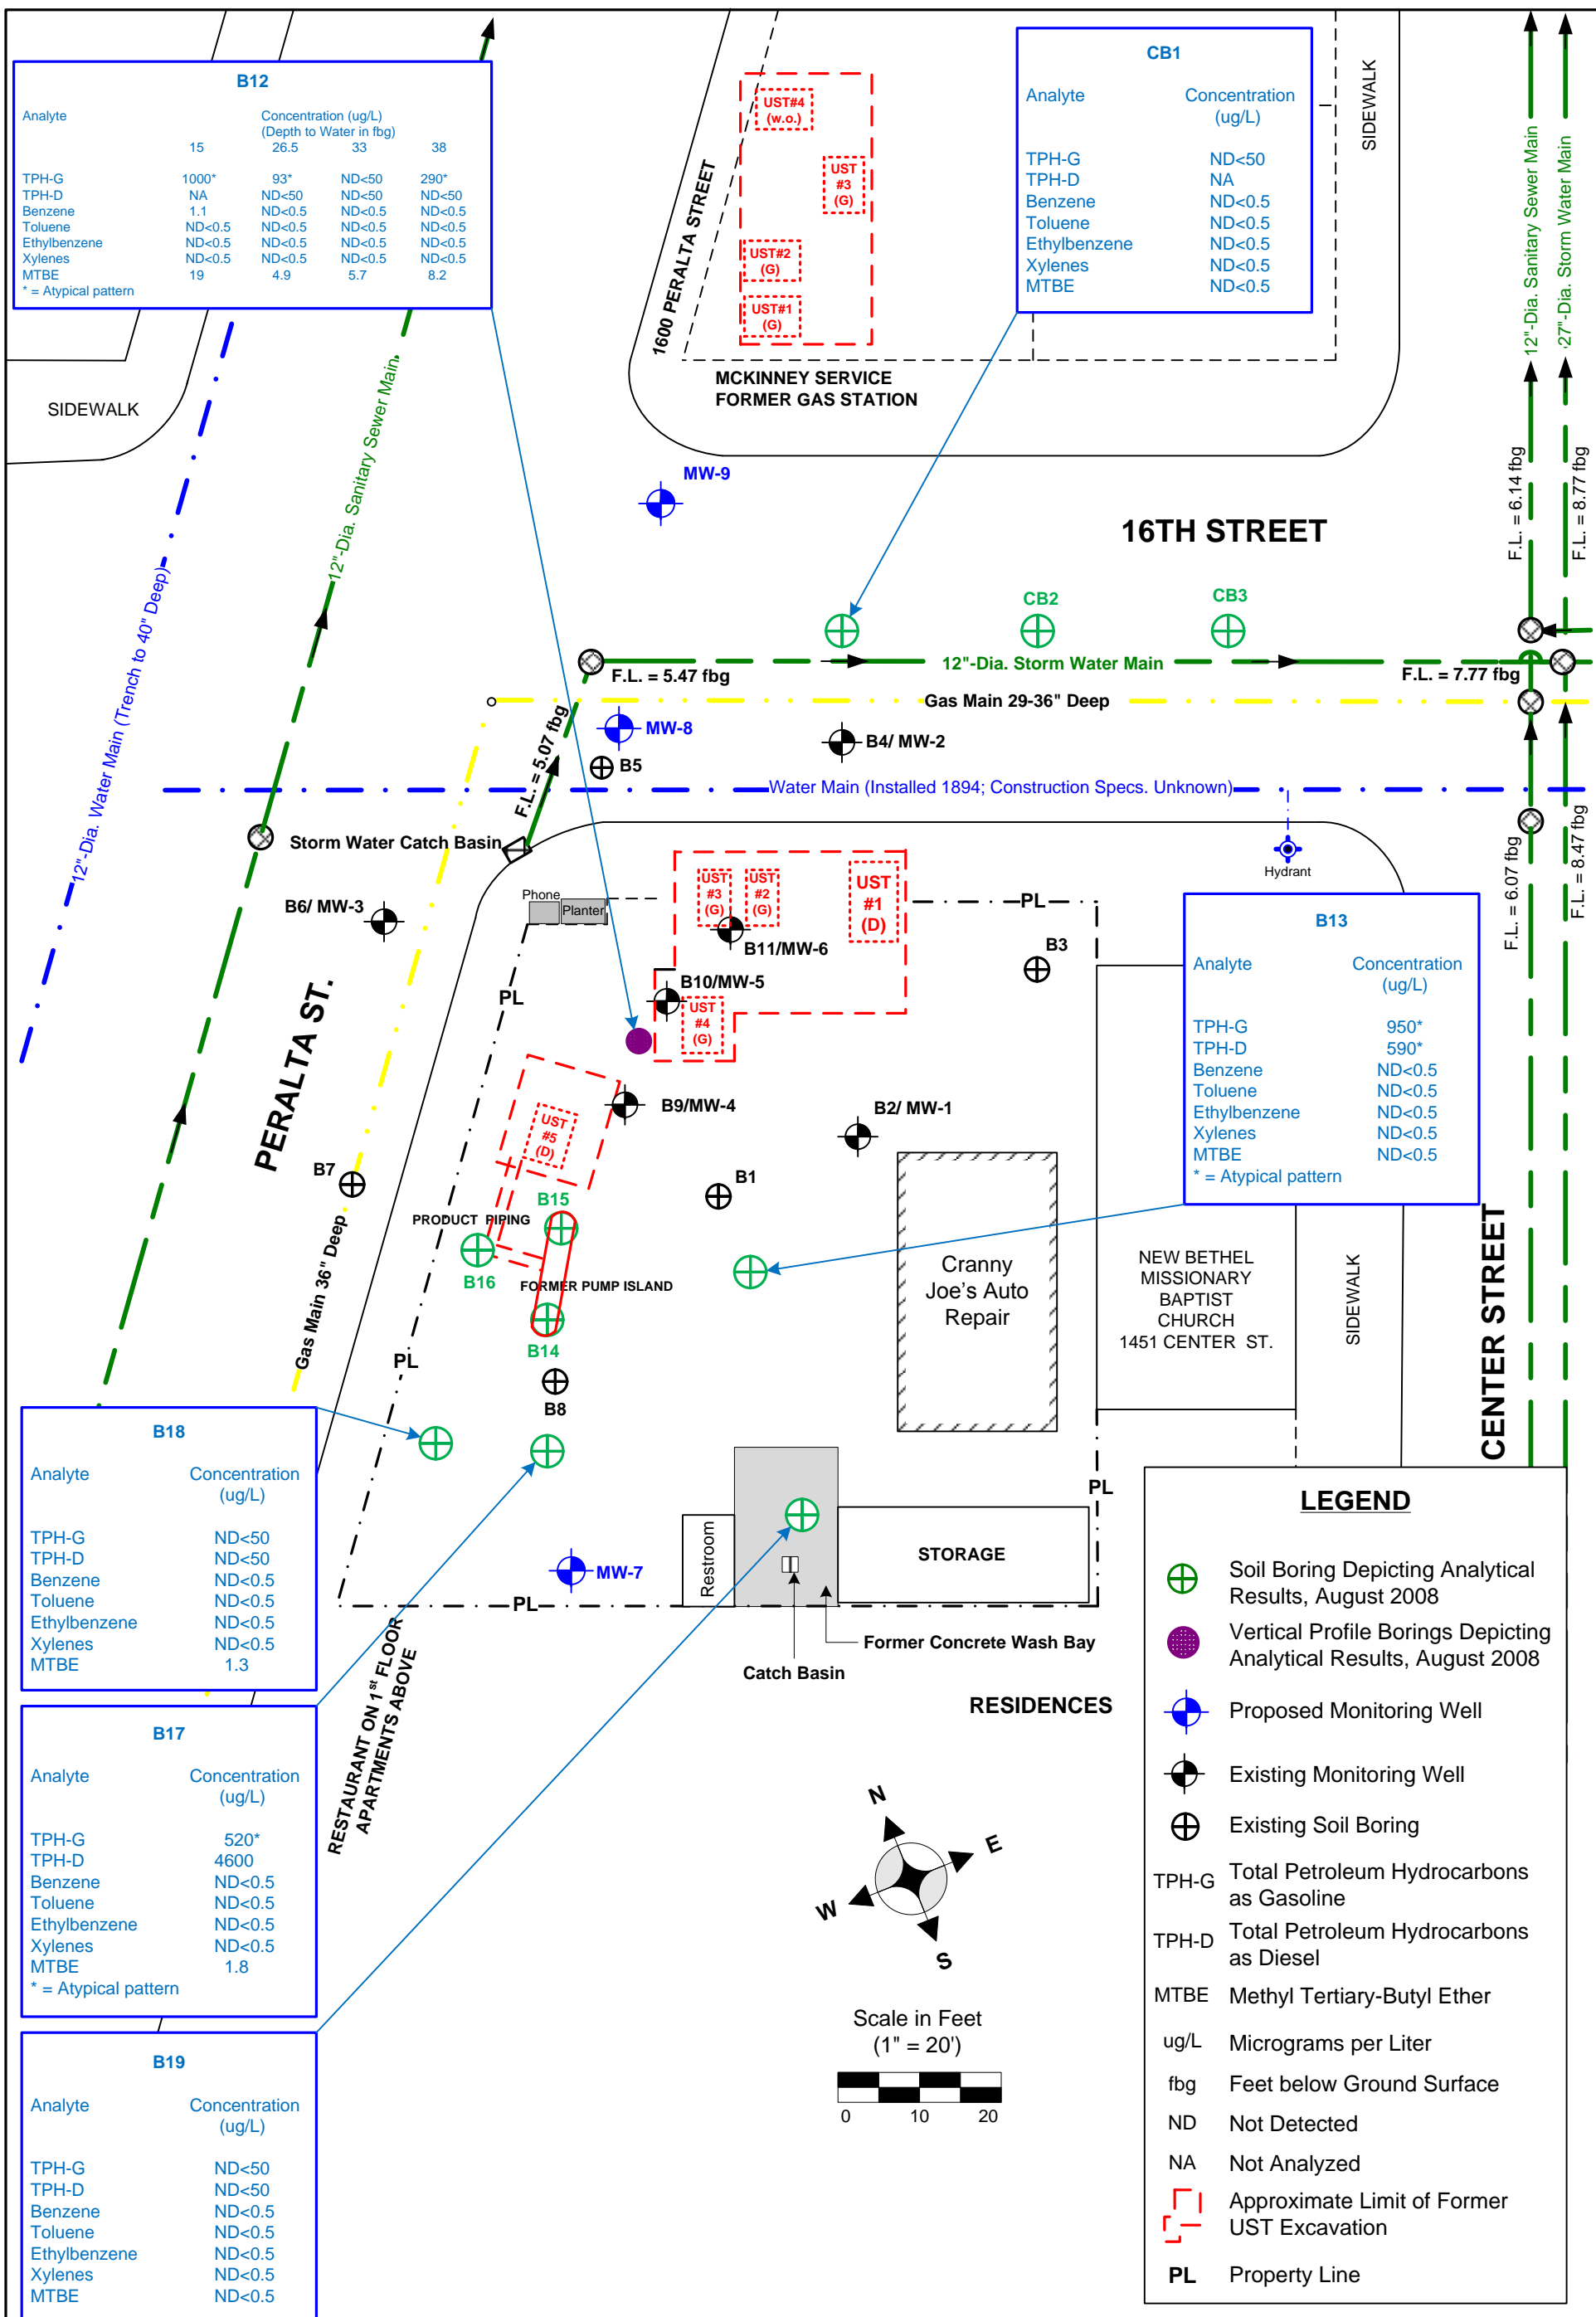 B12
Analyte Concentration (ug/L)
(Depth to Water in fbg)
15 26.5 33 38
TPH-G 1000* 93* ND<50 290*
TPH-D NA ND<50 ND<50 ND<50
Benzene 1.1 ND<0.5 ND<0.5 ND<0.5
Toluene ND<0.5 ND<0.5 ND<0.5 ND<0.5
Ethylbenzene ND<0.5 ND<0.5 ND<0.5 ND<0.5
Xylenes ND<0.5 ND<0.5 ND<0.5 ND<0.5
MTBE 19 4.9 5.7 8.2
* = Atypical pattern
UST#4
(w.o.)
UST
#3
(G)
UST#2
(G)
UST#1
(G)
1600 PERALTA STREET
MCKINNEY SERVICE
FORMER GAS STATION
CB1
Analyte Concentration
(ug/L)
TPH-G ND<50
TPH-D NA
Benzene ND<0.5
Toluene ND<0.5
Ethylbenzene ND<0.5
Xylenes ND<0.5
MTBE ND<0.5
SIDEWALK
12"-Dia. Sanitary Sewer Main
27"-Dia. Storm Water Main
SIDEWALK
12"-Dia. Sanitary Sewer Main
12"-Dia. Water Main (Trench to 40" Deep)
MW-9
16TH STREET
F.L. = 6.14 fbg
F.L. = 8.77 fbg
CB2
CB3
12"-Dia. Storm Water Main
F.L. = 5.47 fbg
F.L. = 7.77 fbg
Gas Main 29-36" Deep
MW-8
B4/ MW-2
B5
F.L. = 5.07 fbg
Water Main (Installed 1894; Construction Specs. Unknown)
Storm Water Catch Basin
Hydrant
F.L. = 6.07 fbg
F.L. = 8.47 fbg
Phone
Planter
B6/ MW-3
UST
#3
(G)
UST
#2
(G)
UST
#1
(D)
B11/MW-6
PL
B3
B10/MW-5
UST
#4
(G)
PL
PERALTA ST.
B13
Analyte Concentration
(ug/L)
TPH-G 950*
TPH-D 590*
Benzene ND<0.5
Toluene ND<0.5
Ethylbenzene ND<0.5
Xylenes ND<0.5
MTBE ND<0.5
* = Atypical pattern
B9/MW-4
B2/ MW-1
UST
#5
(D)
B7
B1
B15
PRODUCT PIPING
B16
FORMER PUMP ISLAND
B14
B8
Gas Main 36" Deep
PL
Cranny
Joe's Auto
Repair
NEW BETHEL
MISSIONARY
BAPTIST
CHURCH
1451 CENTER ST.
SIDEWALK
CENTER STREET
B18
Analyte Concentration
(ug/L)
TPH-G ND<50
TPH-D ND<50
Benzene ND<0.5
Toluene ND<0.5
Ethylbenzene ND<0.5
Xylenes ND<0.5
MTBE 1.3
PL
Restroom
STORAGE
MW-7
PL
Former Concrete Wash Bay
Catch Basin
RESTAURANT ON 1st FLOOR
APARTMENTS ABOVE
RESIDENCES
B17
Analyte Concentration
(ug/L)
TPH-G 520*
TPH-D 4600
Benzene ND<0.5
Toluene ND<0.5
Ethylbenzene ND<0.5
Xylenes ND<0.5
MTBE 1.8
* = Atypical pattern
B19
Analyte Concentration
(ug/L)
TPH-G ND<50
TPH-D ND<50
Benzene ND<0.5
Toluene ND<0.5
Ethylbenzene ND<0.5
Xylenes ND<0.5
MTBE ND<0.5
N
E
W
S
Scale in Feet
(1" = 20')
0 10 20
LEGEND
Soil Boring Depicting Analytical
Results, August 2008
Vertical Profile Borings Depicting
Analytical Results, August 2008
Proposed Monitoring Well
Existing Monitoring Well
Existing Soil Boring
TPH-G Total Petroleum Hydrocarbons
as Gasoline
TPH-D Total Petroleum Hydrocarbons
as Diesel
MTBE Methyl Tertiary-Butyl Ether
ug/L Micrograms per Liter
fbg Feet below Ground Surface
ND Not Detected
NA Not Analyzed
Approximate Limit of Former
UST Excavation
PL Property Line